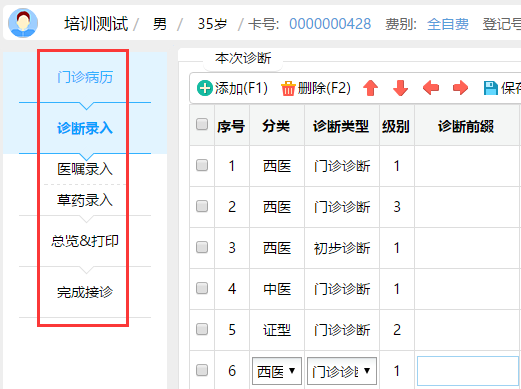 培训测试 / 男 / 35岁 / 卡号: 0000000428 费别: 全自费 登记号
门诊病历
诊断录入
医嘱录入
草药录入
总览&打印
完成接诊
本次诊断
添加(F1) 删除(F2) 保存
序号 分类 诊断类型 级别 诊断前缀
1 西医 门诊诊断 1
2 西医 门诊诊断 3
3 西医 初步诊断 1
4 中医 门诊诊断 1
5 证型 门诊诊断 2
6 西医 门诊诊 1